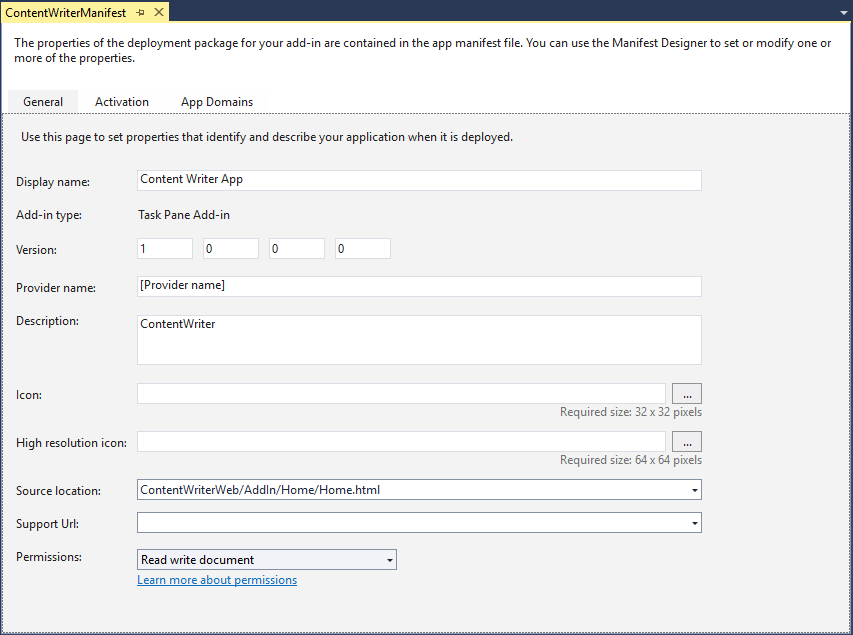 ContentWriterManifest
The properties of the deployment package for your add-in are contained in the app manifest file. You can use the Manifest Designer to set or modify one or
more of the properties.
General Activation App Domains
Use this page to set properties that identify and describe your application when it is deployed.
Display name: Content Writer App
Add-in type: Task Pane Add-in
Version: 1 0 0 0
Provider name: [Provider name]
Description: ContentWriter
Icon: ...
Required size: 32 x 32 pixels
High resolution icon: ...
Required size: 64 x 64 pixels
Source location: ContentWriterWeb/AddIn/Home/Home.html
Support Url:
Permissions: Read write document
Learn more about permissions